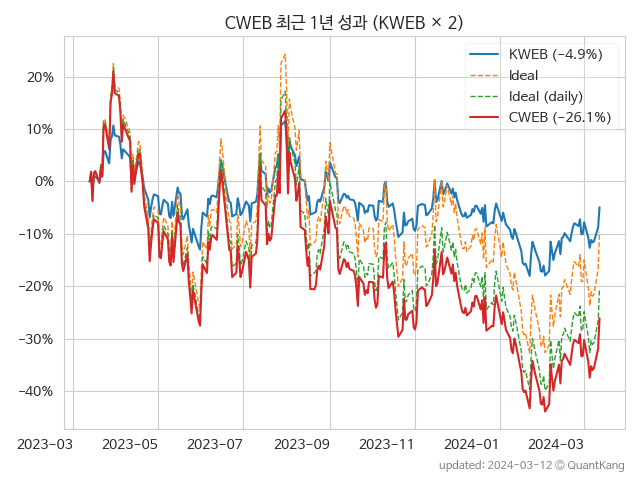 CWEB 최근 1년 성과 (KWEB × 2)
KWEB (−4.9%)
Ideal
Ideal (daily)
CWEB (−26.1%)
20%
10%
0%
−10%
−20%
−30%
−40%
2023-03 2023-05 2023-07 2023-09 2023-11 2024-01 2024-03
updated: 2024-03-12 © QuantKang